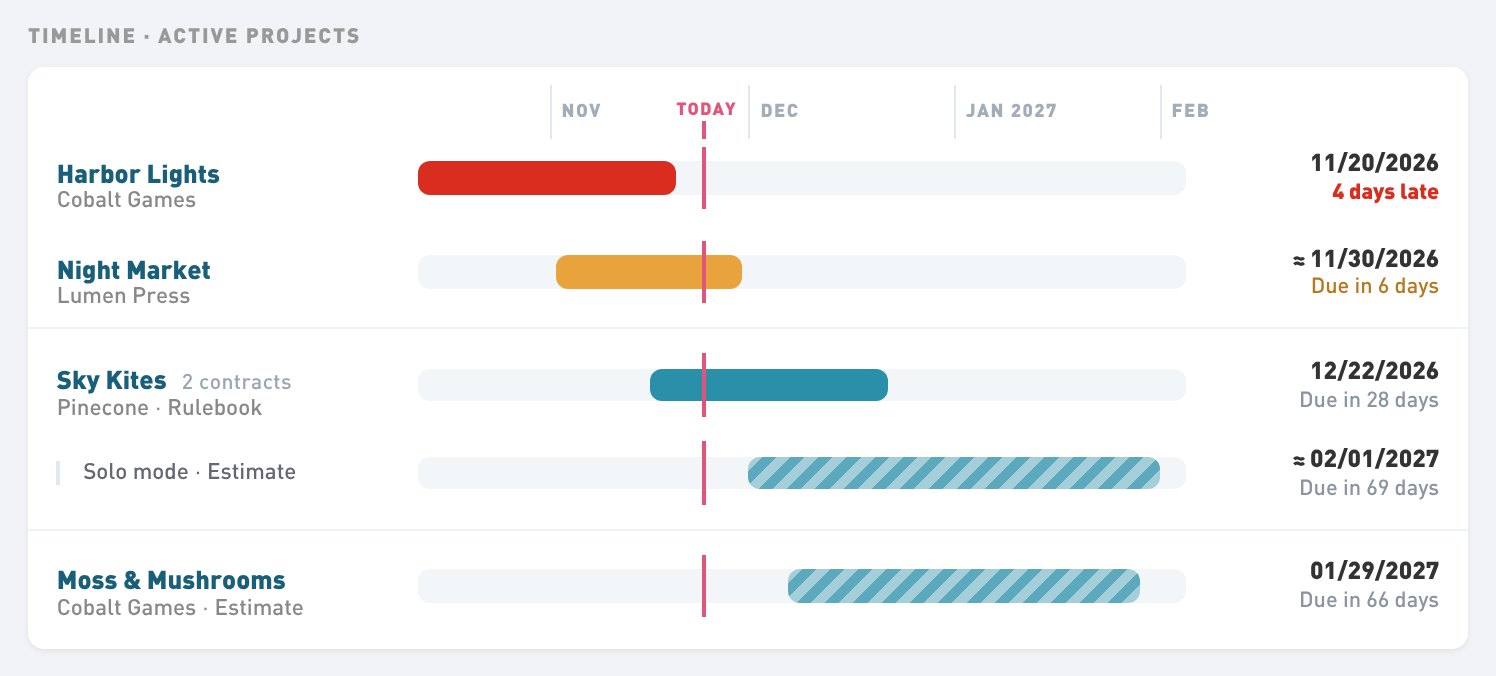 TIMELINE · ACTIVE PROJECTS
NOV TODAY DEC JAN 2027 FEB
Harbor Lights 11/20/2026
Cobalt Games 4 days late
Night Market ≈ 11/30/2026
Lumen Press Due in 6 days
Sky Kites 2 contracts 12/22/2026
Pinecone · Rulebook Due in 28 days
Solo mode · Estimate ≈ 02/01/2027
Due in 69 days
Moss & Mushrooms 01/29/2027
Cobalt Games · Estimate Due in 66 days